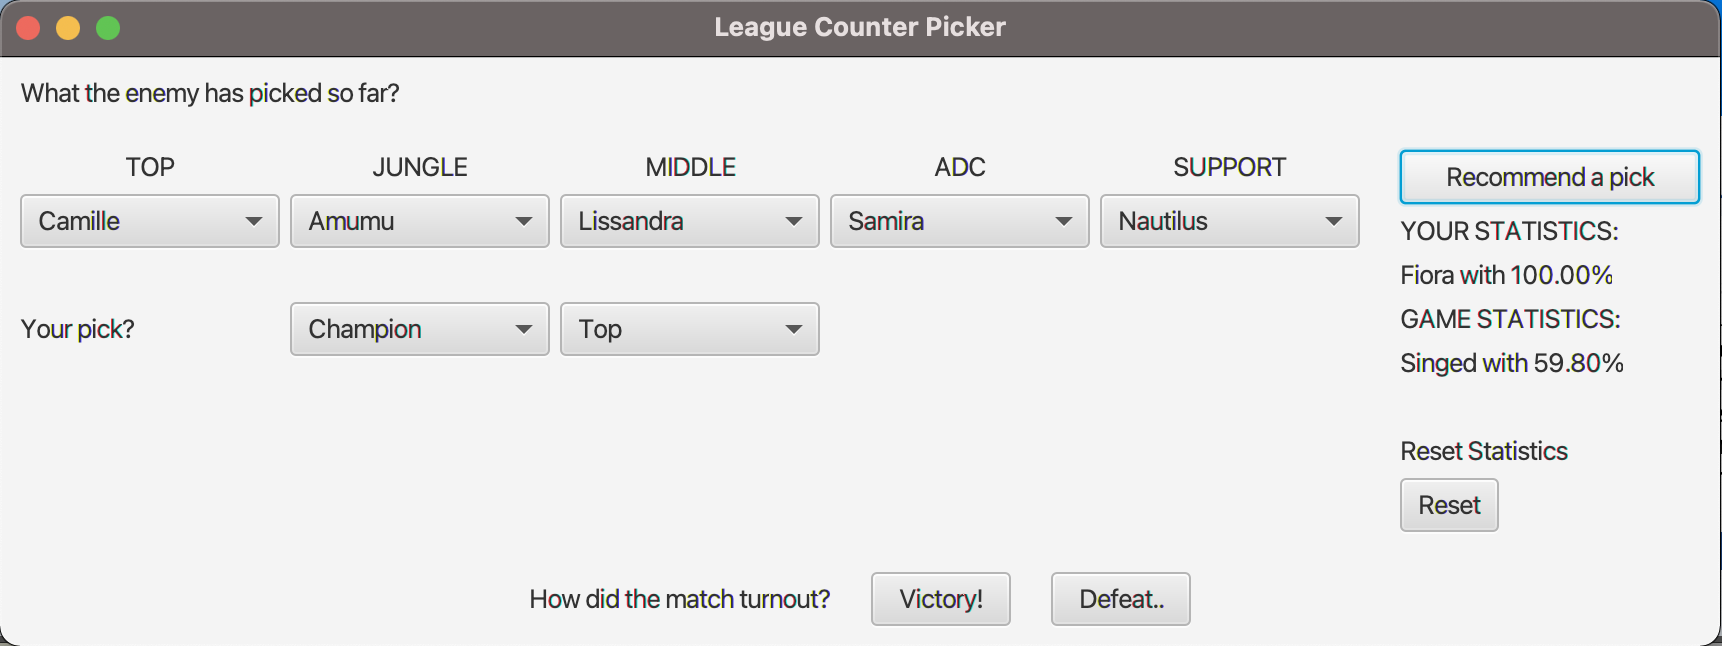 League Counter Picker
What the enemy has picked so far?
TOP JUNGLE MIDDLE ADC SUPPORT
Camille Amumu Lissandra Samira Nautilus
Recommend a pick
YOUR STATISTICS:
Fiora with 100.00%
GAME STATISTICS:
Singed with 59.80%
Your pick? Champion Top
Reset Statistics
Reset
How did the match turnout? Victory! Defeat..